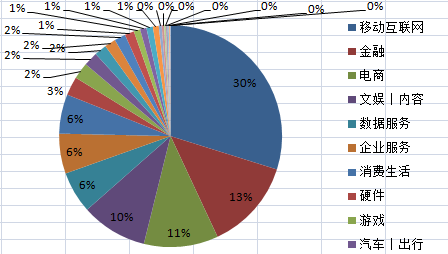 1% 1% 1% 0% 0% 0% 0% 0% 0%
2% 1%
2% 2% 2%
2%
3%
30%
6%
6%
6%
10%
11%
13%
移动互联网
金融
电商
文娱｜内容
数据服务
企业服务
消费生活
硬件
游戏
汽车｜出行